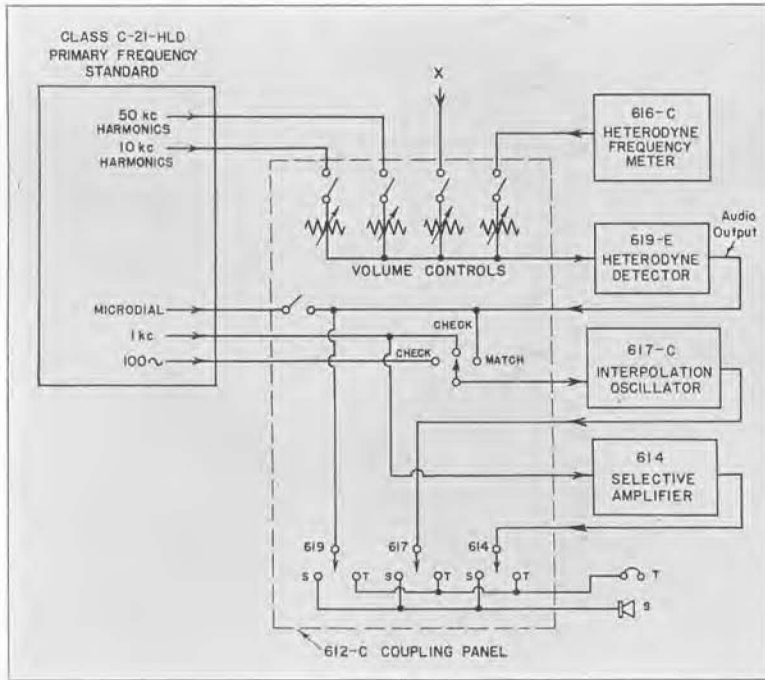 CLASS C-21-HLD
PRIMARY FREQUENCY
STANDARD
50 kc
HARMONICS
10 kc
HARMONICS
MICRODIAL
1 kc
100~
X
VOLUME CONTROLS
CHECK
CHECK
MATCH
616-C
HETERODYNE
FREQUENCY
METER
Audio
Output
619-E
HETERODYNE
DETECTOR
617-C
INTERPOLATION
OSCILLATOR
614
SELECTIVE
AMPLIFIER
619
617
614
S
T
S
T
S
T
T
S
612-C COUPLING PANEL